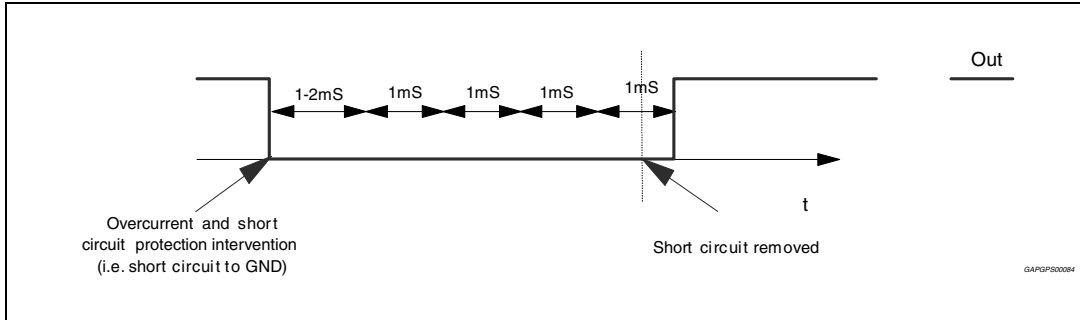 Out
1-2mS
1mS
1mS
1mS
1mS
t
Overcurrent and short
circuit protection intervention
(i.e. short circuit to GND)
Short circuit removed
GAPGPS00084